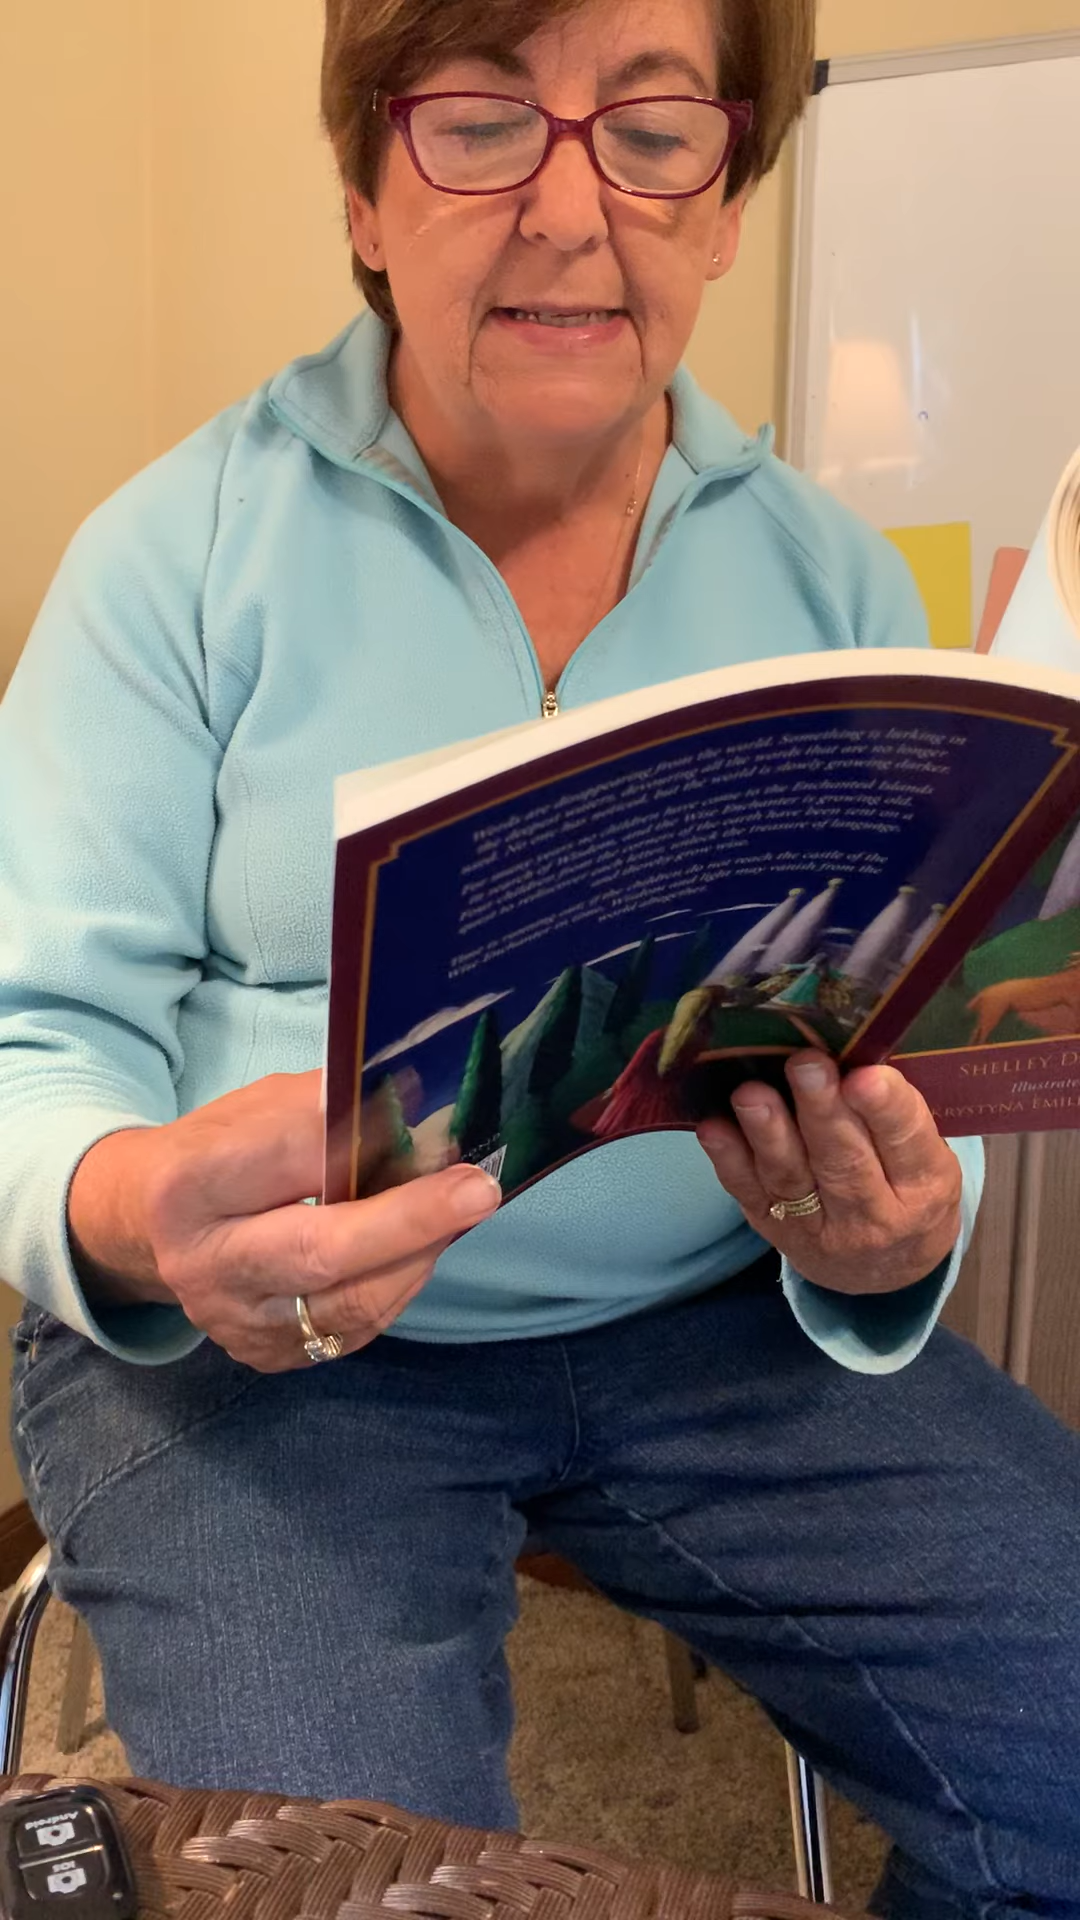 Words are disappearing from the world. Something is lurking in
the deepest waters, devouring all the words that are no longer
used. No one has noticed, but the world is slowly growing darker.
For many years no children have come to the Enchanted Islands
in search of Wisdom, and the Wise Enchanter is growing old.
Four children from the corners of the earth have been sent on a
quest to rediscover each letter, unlock the treasure of language,
and thereby grow wise.
Time is running out; if the children do not reach the castle of the
Wise Enchanter in time, Wisdom and light may vanish from the
world altogether.
SHELLEY D
Illustrate
KRYSTYNA EMIL
Android
iOS